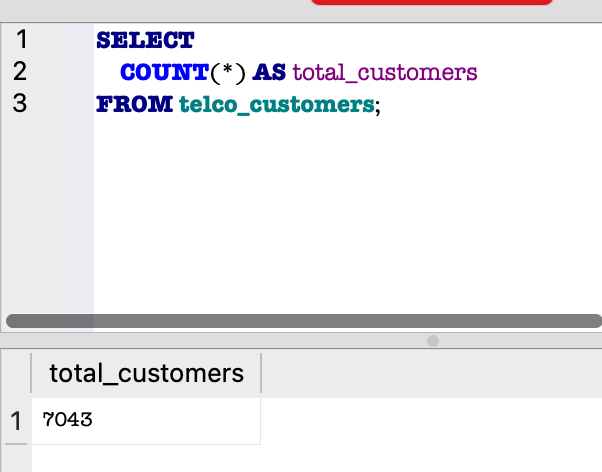 1 SELECT
2 COUNT(*) AS total_customers
3 FROM telco_customers;
total_customers
1 7043